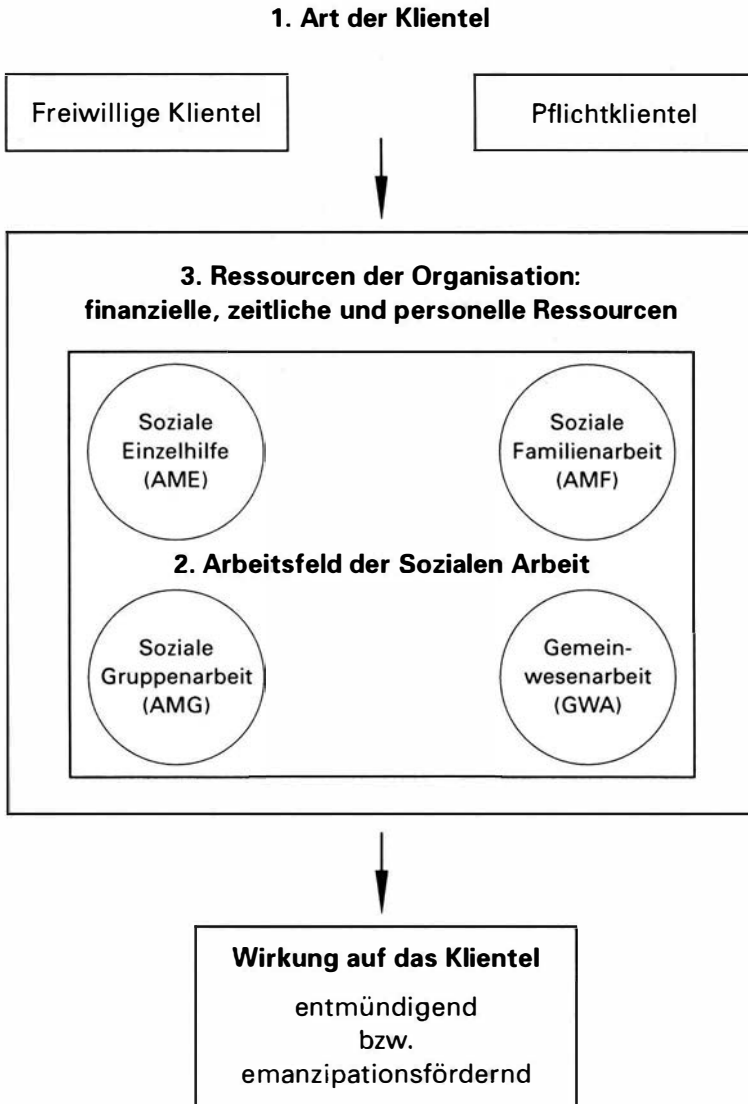 1. Art der Klientel
Freiwillige Klientel
Pflichtklientel
3. Ressourcen der Organisation:
finanzielle, zeitliche und personelle Ressourcen
Soziale
Einzelhilfe
(AME)
Soziale
Familienarbeit
(AMF)
2. Arbeitsfeld der Sozialen Arbeit
Soziale
Gruppenarbeit
(AMG)
Gemein-
wesenarbeit
(GWA)
Wirkung auf das Klientel
entmündigend
bzw.
emanzipationsfördernd